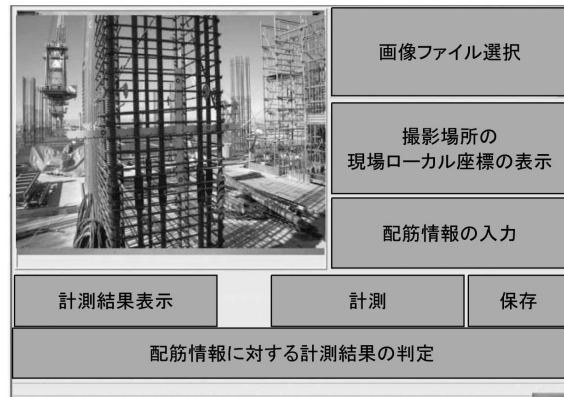 画像ファイル選択
撮影場所の
現場ローカル座標の表示
配筋情報の入力
計測結果表示
計測
保存
配筋情報に対する計測結果の判定